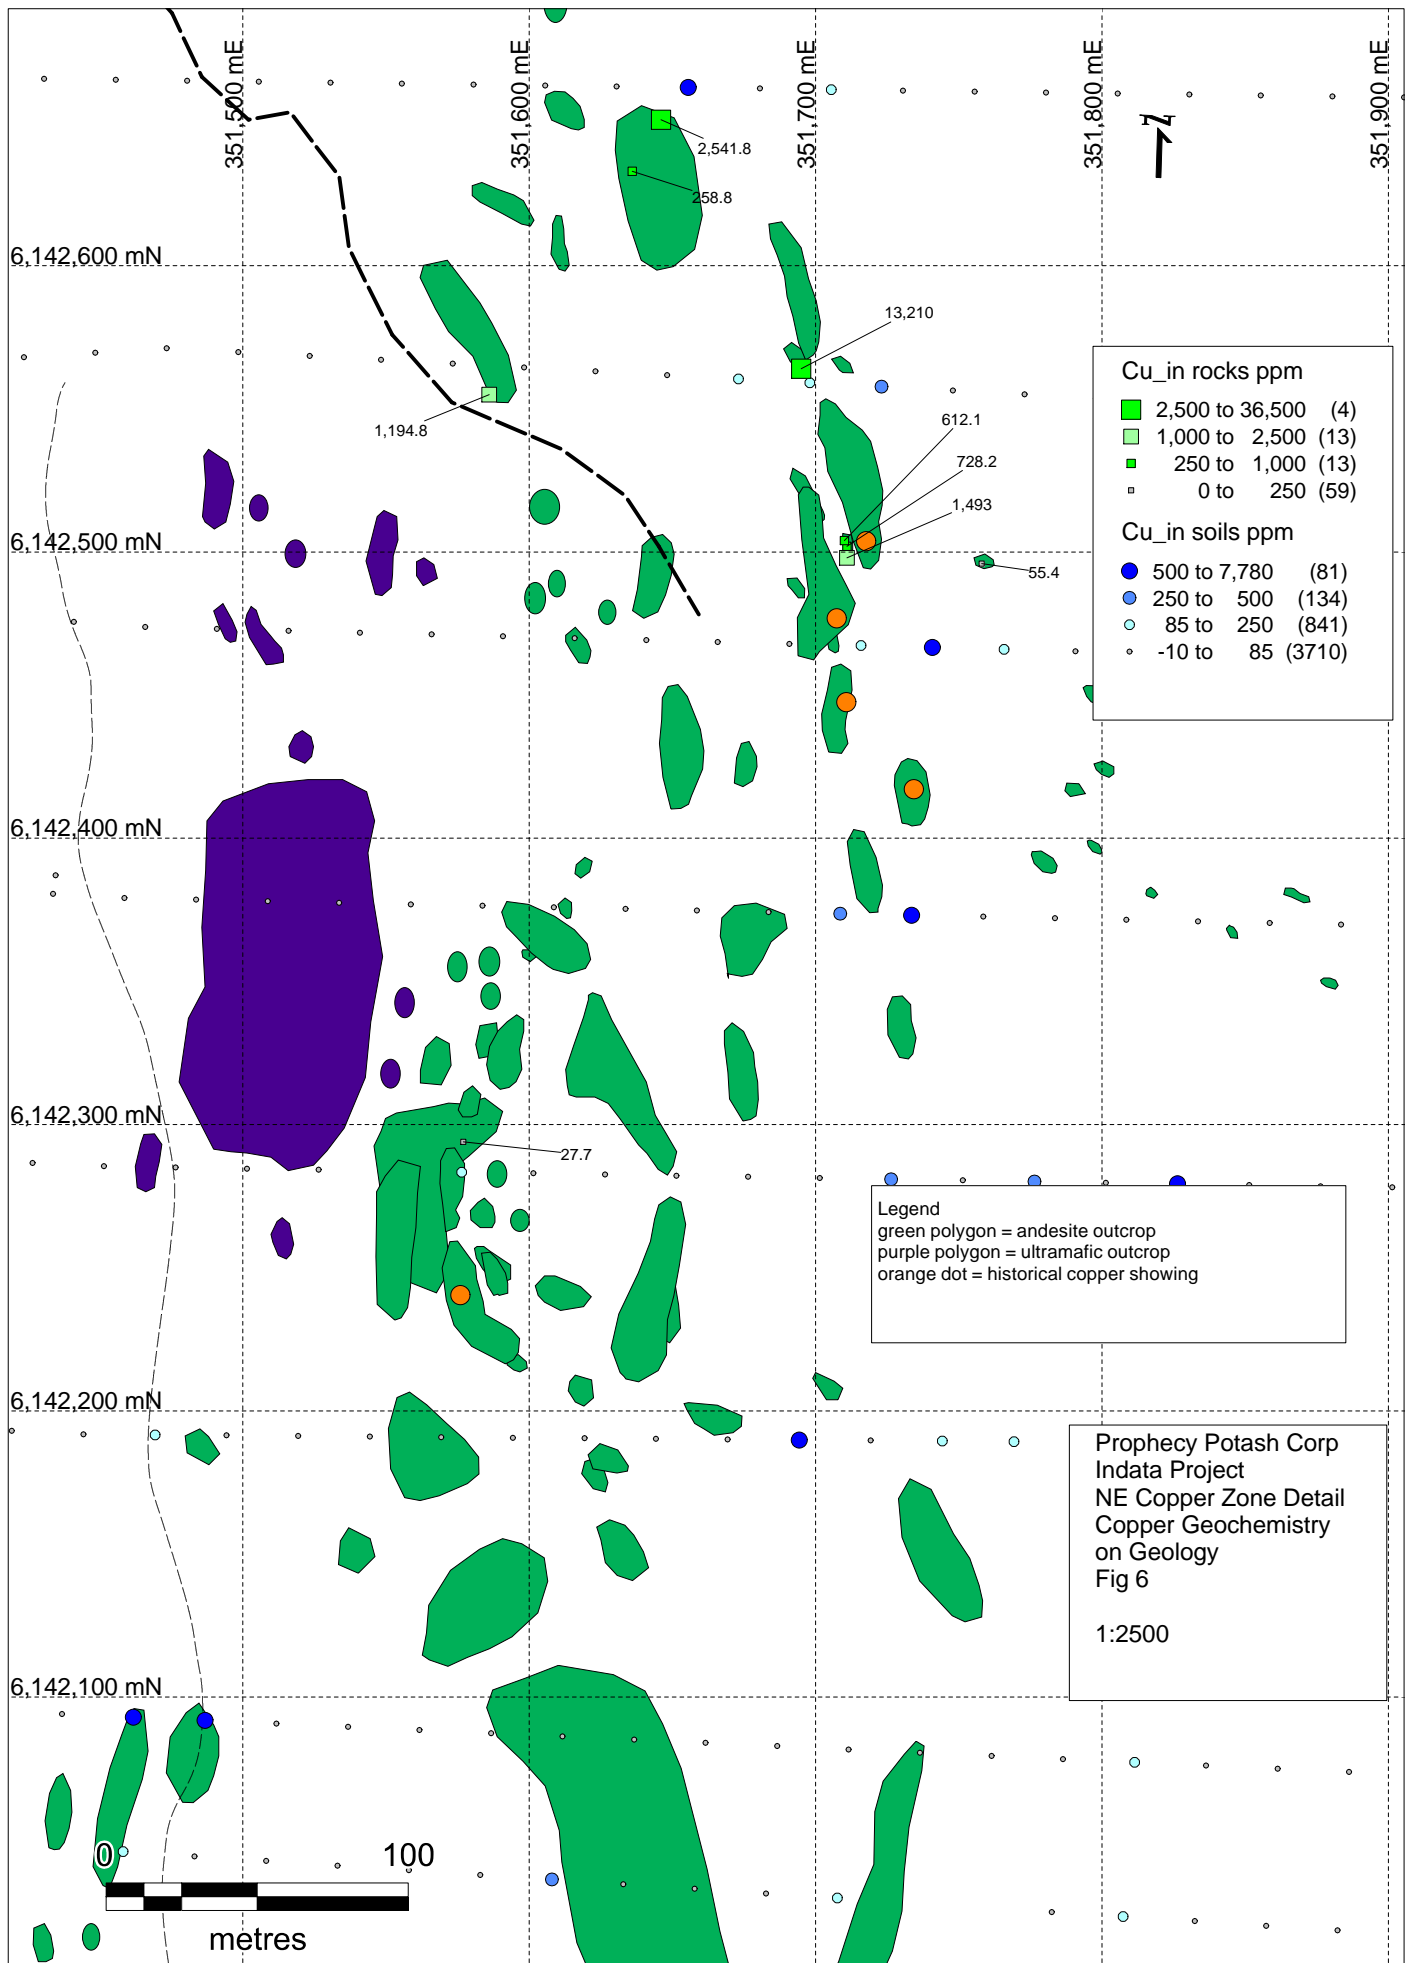 351,500 mE
351,600 mE
351,700 mE
351,800 mE
351,900 mE
N
2,541.8
258.8
6,142,600 mN
13,210
1,194.8
612.1
728.2
1,493
55.4
Cu_in rocks ppm
2,500 to 36,500 (4)
1,000 to 2,500 (13)
250 to 1,000 (13)
0 to 250 (59)
Cu_in soils ppm
500 to 7,780 (81)
250 to 500 (134)
85 to 250 (841)
-10 to 85 (3710)
6,142,500 mN
6,142,400 mN
6,142,300 mN
27.7
Legend
green polygon = andesite outcrop
purple polygon = ultramafic outcrop
orange dot = historical copper showing
6,142,200 mN
Prophecy Potash Corp
Indata Project
NE Copper Zone Detail
Copper Geochemistry
on Geology
Fig 6
1:2500
6,142,100 mN
0 100
metres